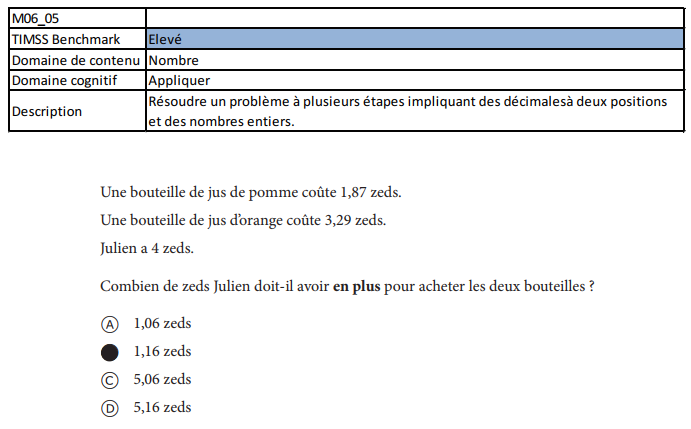 M06_05
TIMSS Benchmark Elevé
Domaine de contenu Nombre
Domaine cognitif Appliquer
Description Résoudre un problème à plusieurs étapes impliquant des décimalesà deux positions
et des nombres entiers.
Une bouteille de jus de pomme coûte 1,87 zeds.
Une bouteille de jus d'orange coûte 3,29 zeds.
Julien a 4 zeds.
Combien de zeds Julien doit-il avoir en plus pour acheter les deux bouteilles ?
A 1,06 zeds
1,16 zeds
C 5,06 zeds
D 5,16 zeds